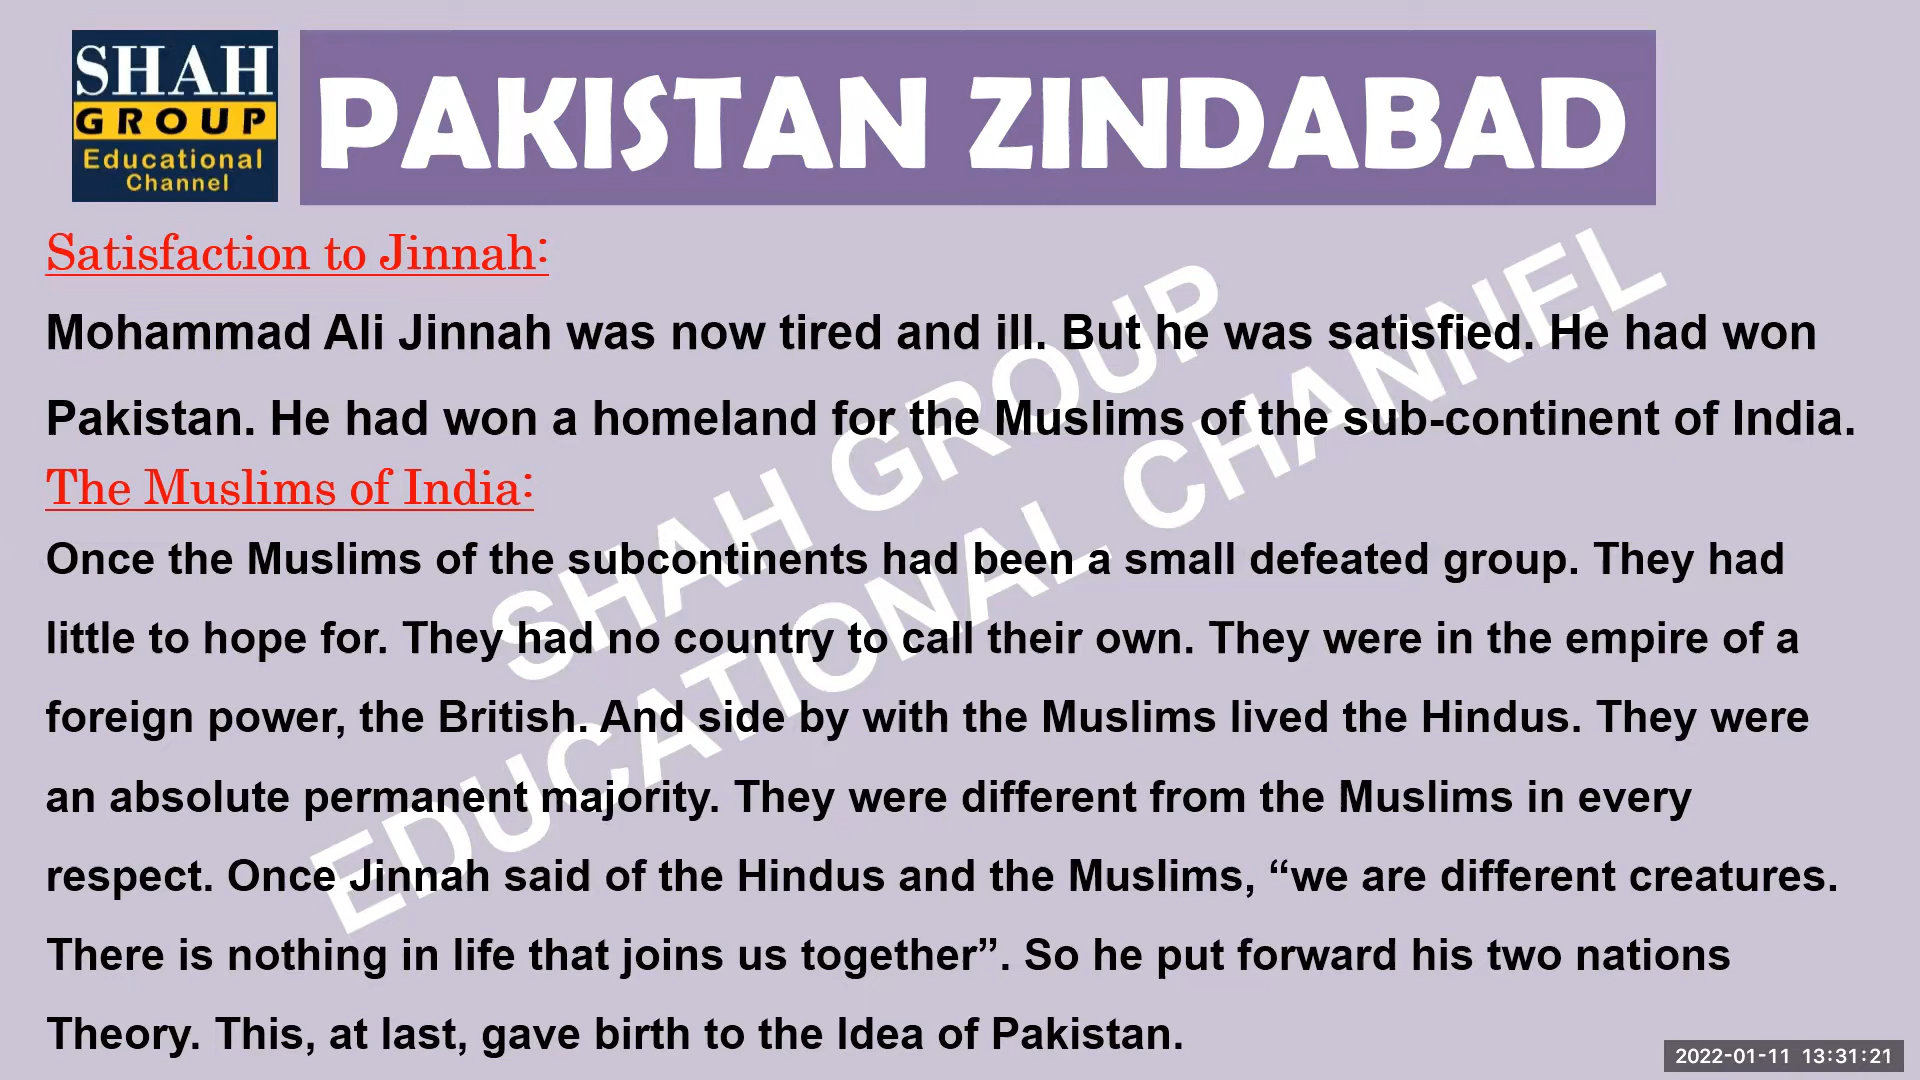 SHAH
GROUP
Educational
Channel
PAKISTAN ZINDABAD
Satisfaction to Jinnah:
Mohammad Ali Jinnah was now tired and ill. But he was satisfied. He had won
Pakistan. He had won a homeland for the Muslims of the sub-continent of India.
The Muslims of India:
Once the Muslims of the subcontinents had been a small defeated group. They had
little to hope for. They had no country to call their own. They were in the empire of a
foreign power, the British. And side by with the Muslims lived the Hindus. They were
an absolute permanent majority. They were different from the Muslims in every
respect. Once Jinnah said of the Hindus and the Muslims, “we are different creatures.
There is nothing in life that joins us together”. So he put forward his two nations
Theory. This, at last, gave birth to the Idea of Pakistan.
SHAH GROUP
EDUCATIONAL CHANNEL
2022-01-11 13:31:21